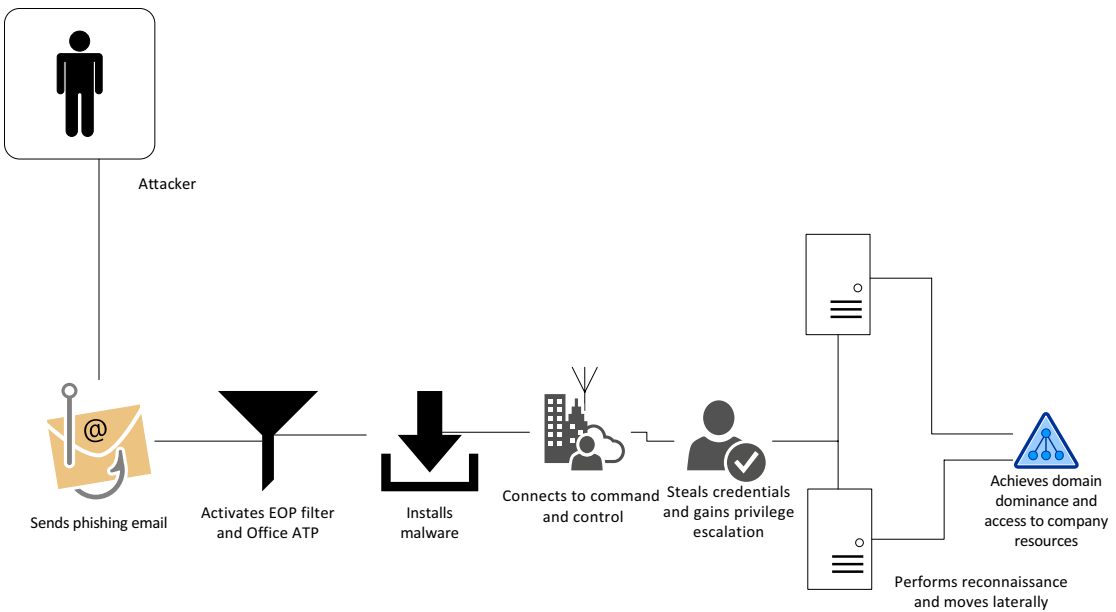 Attacker
@
Sends phishing email
Activates EOP filter
and Office ATP
Installs
malware
Connects to command
and control
Steals credentials
and gains privilege
escalation
Performs reconnaissance
and moves laterally
Achieves domain
dominance and
access to company
resources